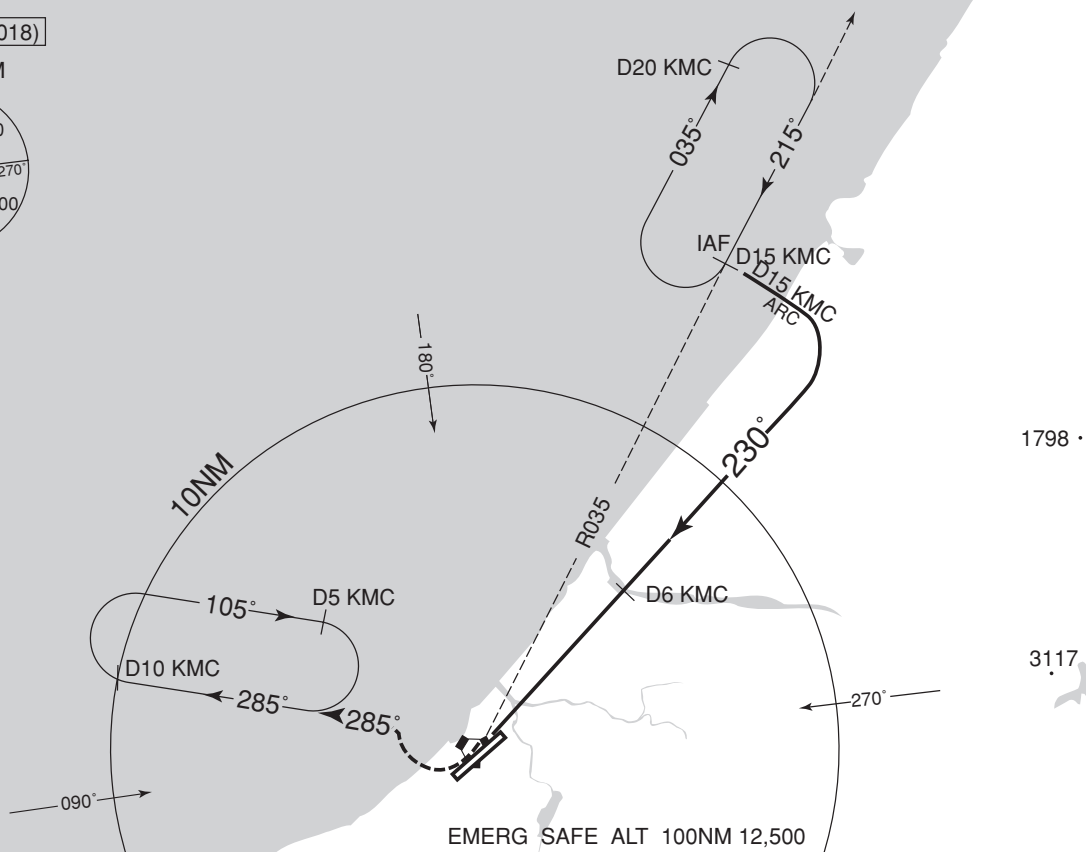 018)
M
0
270°
00
D20 KMC
035°
215°
IAF
D15 KMC
D15 KMC
ARC
180°
230°
1798
10NM
R035
D6 KMC
105°
D5 KMC
D10 KMC
285°
285°
3117
270°
090°
EMERG SAFE ALT 100NM 12,500